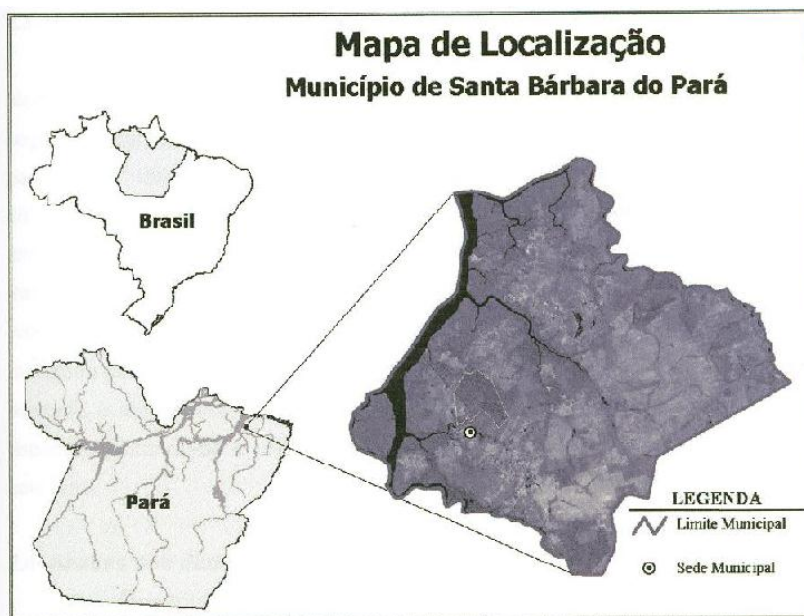 Mapa de Localização
Município de Santa Bárbara do Pará
Brasil
Pará
LEGENDA
Limite Municipal
Sede Municipal